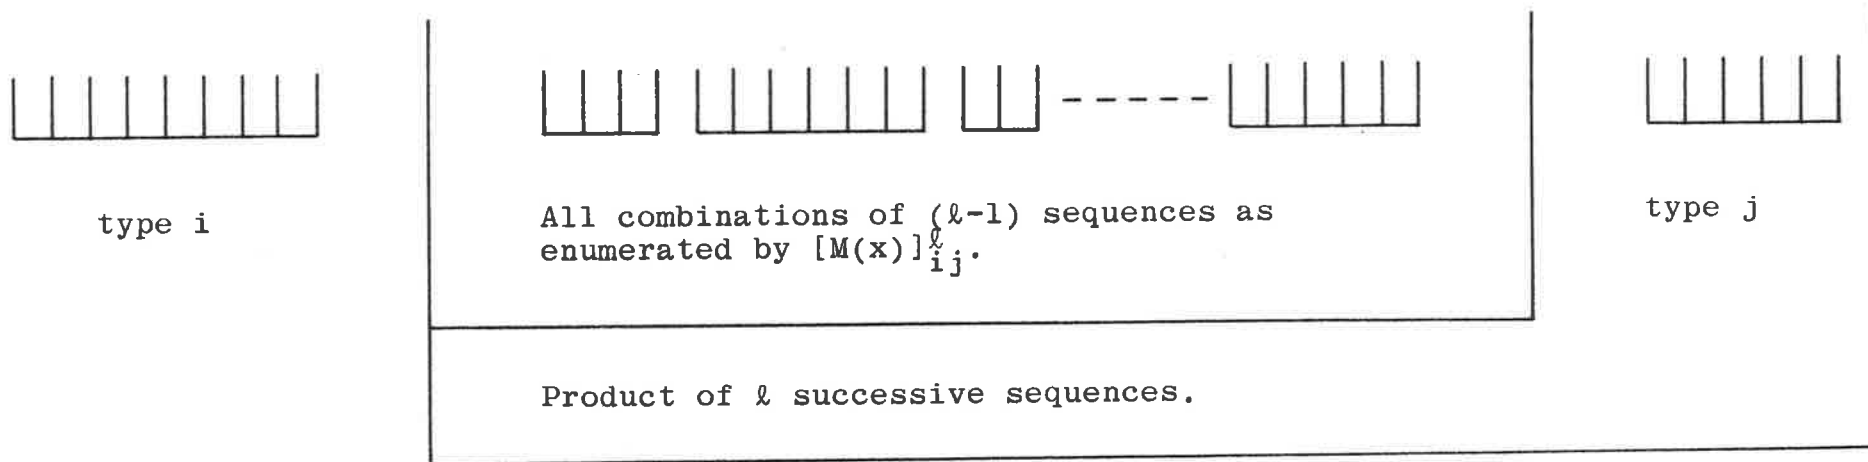 type i
All combinations of (ℓ-1) sequences as
enumerated by [M(x)]ℓij.
type j
Product of ℓ successive sequences.